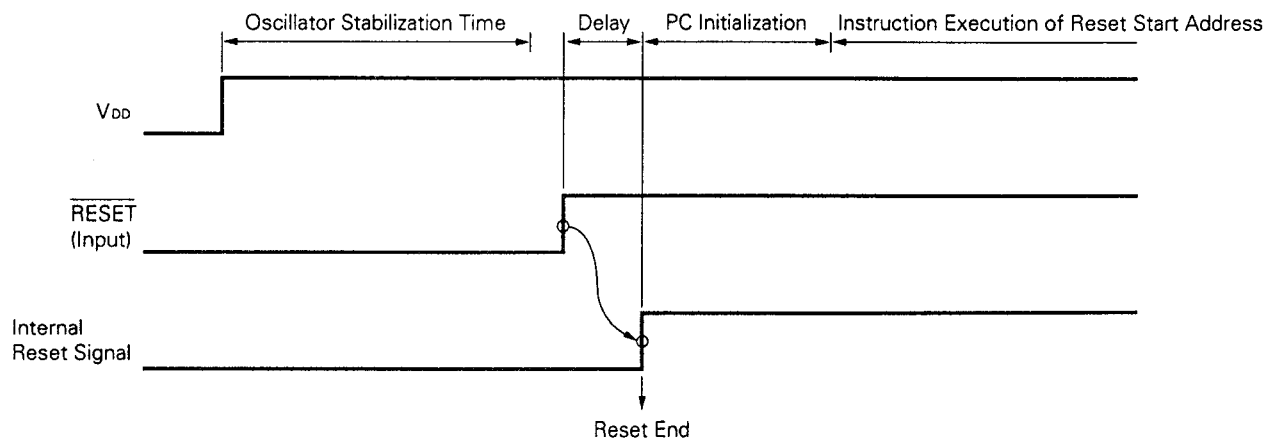 Oscillator Stabilization Time
Delay
PC Initialization
Instruction Execution of Reset Start Address
VDD
RESET
(Input)
Internal
Reset Signal
Reset End